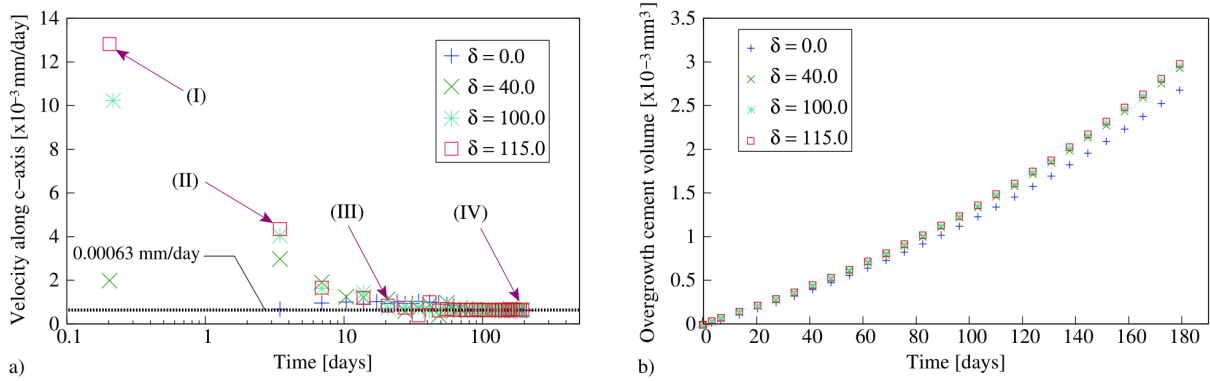 Velocity along c−axis [x10⁻³ mm/day]
14
12
10
8
6
4
2
0
0.1
1
10
100
Time [days]
a)
δ = 0.0
δ = 40.0
δ = 100.0
δ = 115.0
(I)
(II)
(III)
(IV)
0.00063 mm/day
Overgrowth cement volume [x10−3 mm³]
3.5
3
2.5
2
1.5
1
0.5
0
0
20
40
60
80
100
120
140
160
180
Time [days]
b)
δ = 0.0
δ = 40.0
δ = 100.0
δ = 115.0